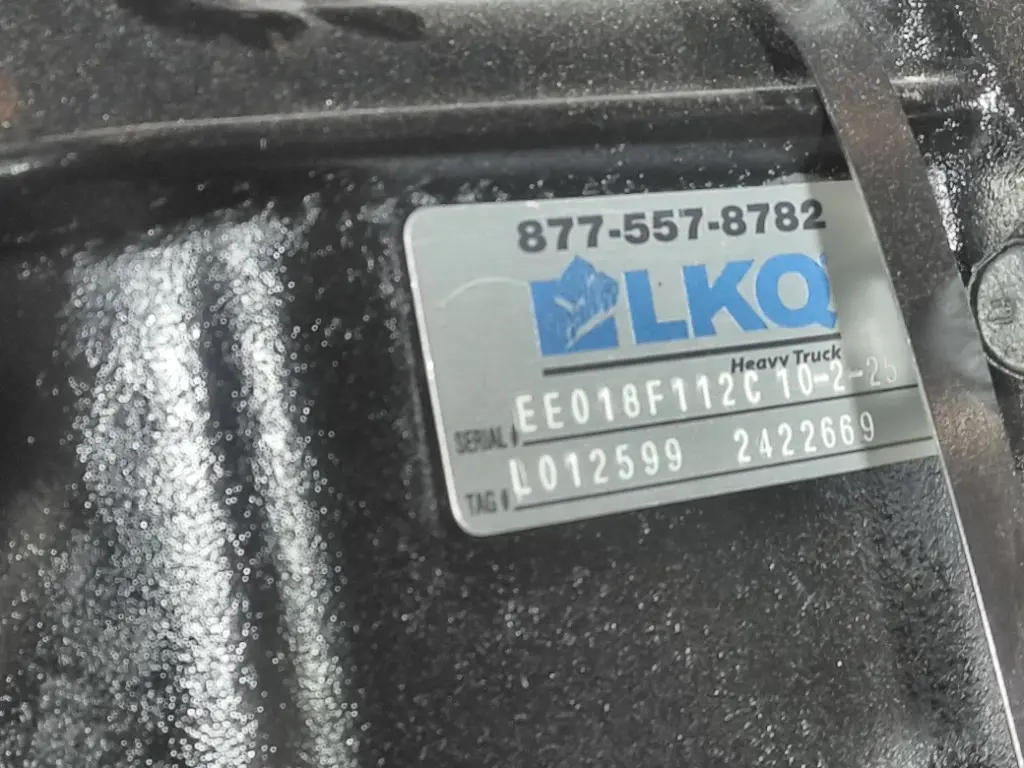 877-557-8782
LKQ
Heavy Truck
SERIAL # EE018F112C 10-2-25
TAG # L012599 2422669